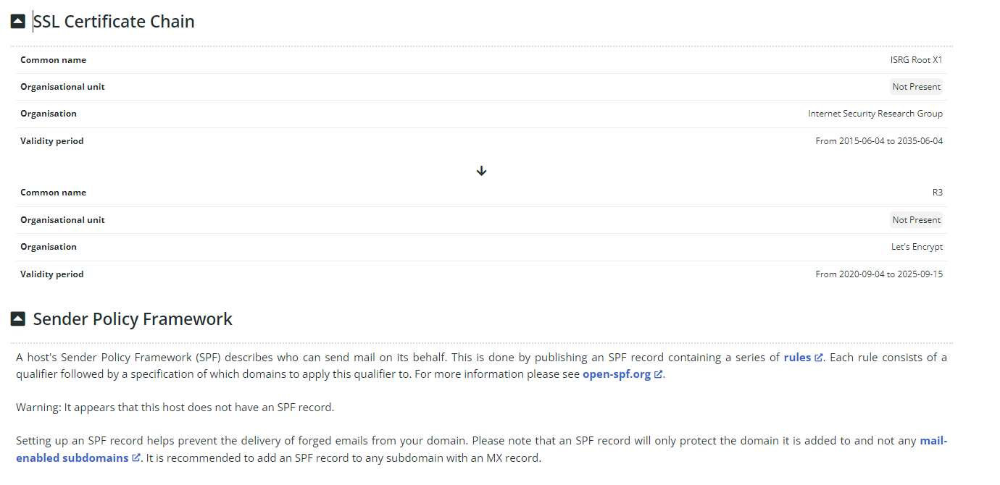 SSL Certificate Chain
Common name ISRG Root X1
Organisational unit Not Present
Organisation Internet Security Research Group
Validity period From 2015-06-04 to 2035-06-04
Common name R3
Organisational unit Not Present
Organisation Let's Encrypt
Validity period From 2020-09-04 to 2025-09-15
Sender Policy Framework
A host's Sender Policy Framework (SPF) describes who can send mail on its behalf. This is done by publishing an SPF record containing a series of rules. Each rule consists of a
qualifier followed by a specification of which domains to apply this qualifier to. For more information please see open-spf.org.
Warning: It appears that this host does not have an SPF record.
Setting up an SPF record helps prevent the delivery of forged emails from your domain. Please note that an SPF record will only protect the domain it is added to and not any mail-
enabled subdomains. It is recommended to add an SPF record to any subdomain with an MX record.